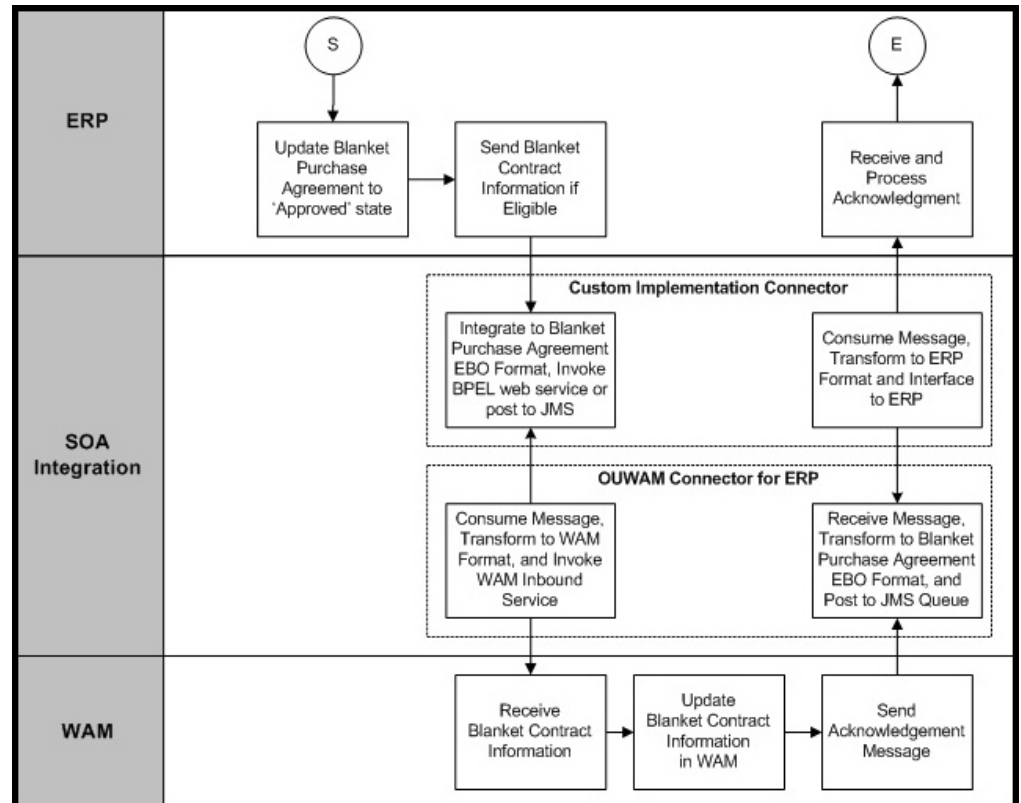 S
E
ERP
Update Blanket
Purchase
Agreement to
‘Approved’ state
Send Blanket
Contract
Information if
Eligible
Receive and
Process
Acknowledgment
SOA
Integration
Custom Implementation Connector
Integrate to Blanket
Purchase Agreement
EBO Format, Invoke
BPEL web service or
post to JMS
Consume Message,
Transform to ERP
Format and Interface
to ERP
OUWAM Connector for ERP
Consume Message,
Transform to WAM
Format, and Invoke
WAM Inbound
Service
Receive Message,
Transform to Blanket
Purchase Agreement
EBO Format, and
Post to JMS Queue
WAM
Receive
Blanket Contract
Information
Update
Blanket Contract
Information
in WAM
Send
Acknowledgement
Message